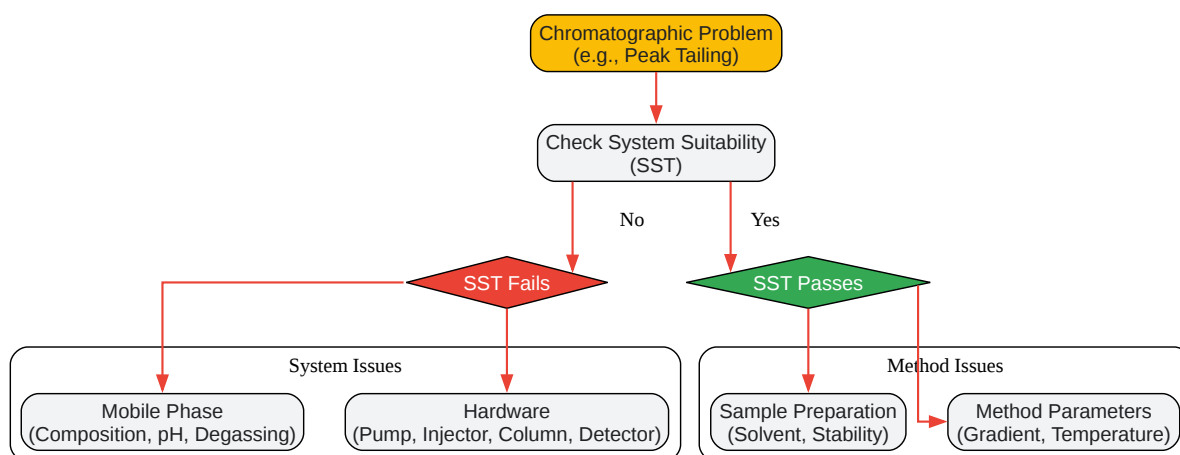 Chromatographic Problem
(e.g., Peak Tailing)
Check System Suitability
(SST)
No
Yes
SST Fails
SST Passes
System Issues
Method Issues
Mobile Phase
(Composition, pH, Degassing)
Hardware
(Pump, Injector, Column, Detector)
Sample Preparation
(Solvent, Stability)
Method Parameters
(Gradient, Temperature)